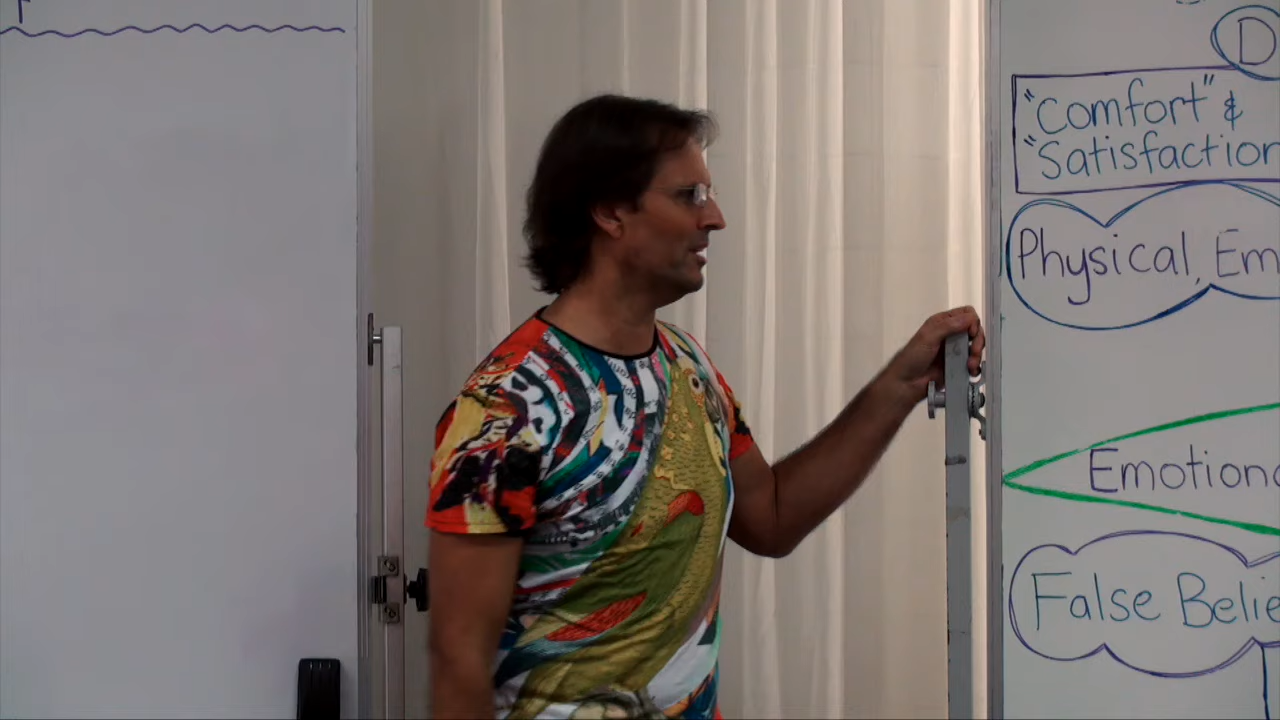 D
"Comfort" &
"Satisfaction
Physical, Em
Emotiona
False Belie